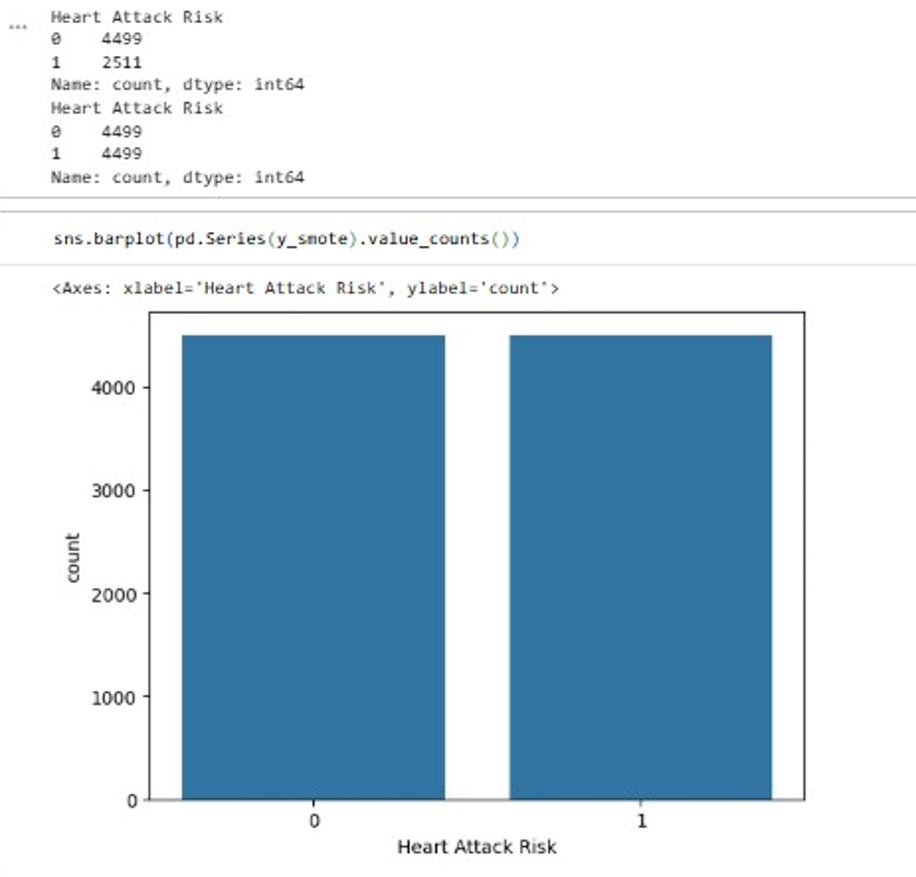 ...
Heart Attack Risk
0    4499
1    2511
Name: count, dtype: int64
Heart Attack Risk
0    4499
1    4499
Name: count, dtype: int64
sns.barplot(pd.Series(y_smote).value_counts())
<Axes: xlabel='Heart Attack Risk', ylabel='count'>
4000
3000
2000
1000
0
count
0 1
Heart Attack Risk